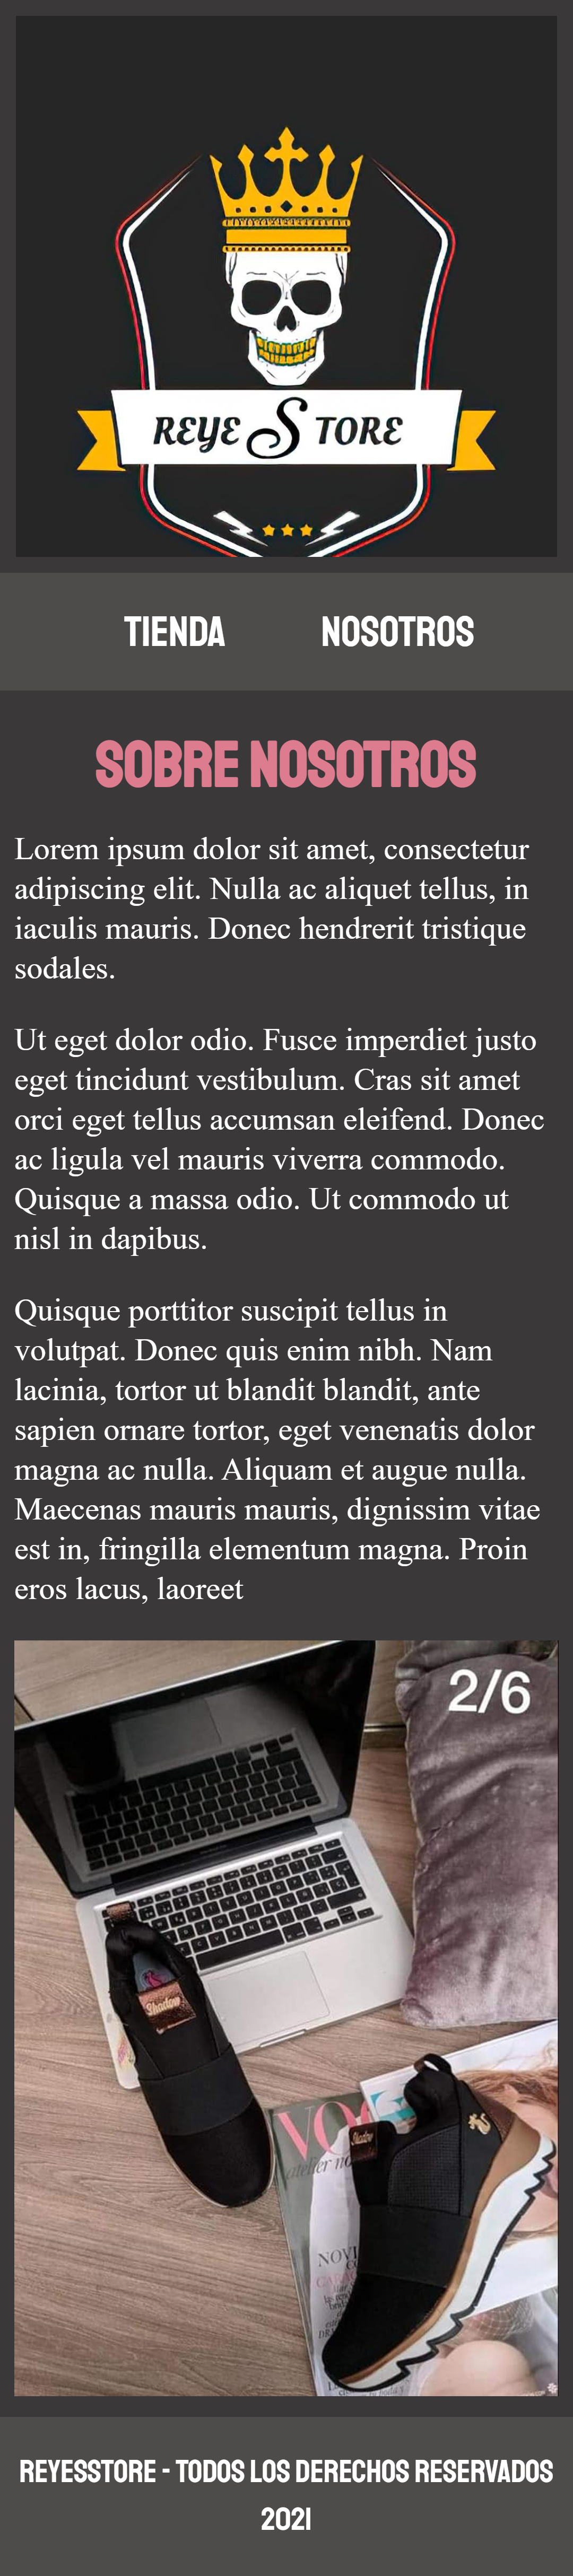 REYE S TORE
TIENDA NOSOTROS
SOBRE NOSOTROS
Lorem ipsum dolor sit amet, consectetur
adipiscing elit. Nulla ac aliquet tellus, in
iaculis mauris. Donec hendrerit tristique
sodales.
Ut eget dolor odio. Fusce imperdiet justo
eget tincidunt vestibulum. Cras sit amet
orci eget tellus accumsan eleifend. Donec
ac ligula vel mauris viverra commodo.
Quisque a massa odio. Ut commodo ut
nisl in dapibus.
Quisque porttitor suscipit tellus in
volutpat. Donec quis enim nibh. Nam
lacinia, tortor ut blandit blandit, ante
sapien ornare tortor, eget venenatis dolor
magna ac nulla. Aliquam et augue nulla.
Maecenas mauris mauris, dignissim vitae
est in, fringilla elementum magna. Proin
eros lacus, laoreet
2/6
Shadow
VOG
atelier
Shadow
NOVI
REYESSTORE - TODOS LOS DERECHOS RESERVADOS
2021